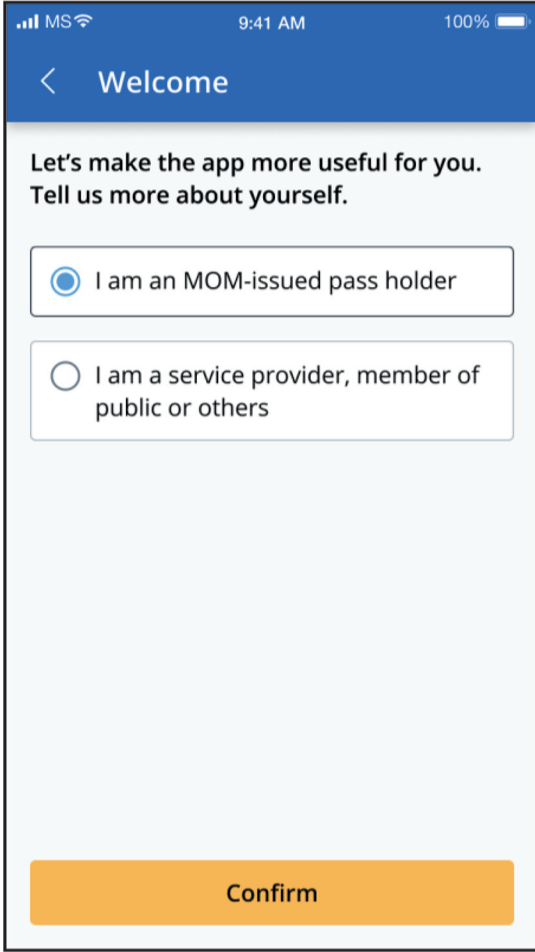 MS 9:41 AM 100%
Welcome
Let’s make the app more useful for you.
Tell us more about yourself.
I am an MOM-issued pass holder
I am a service provider, member of
public or others
Confirm